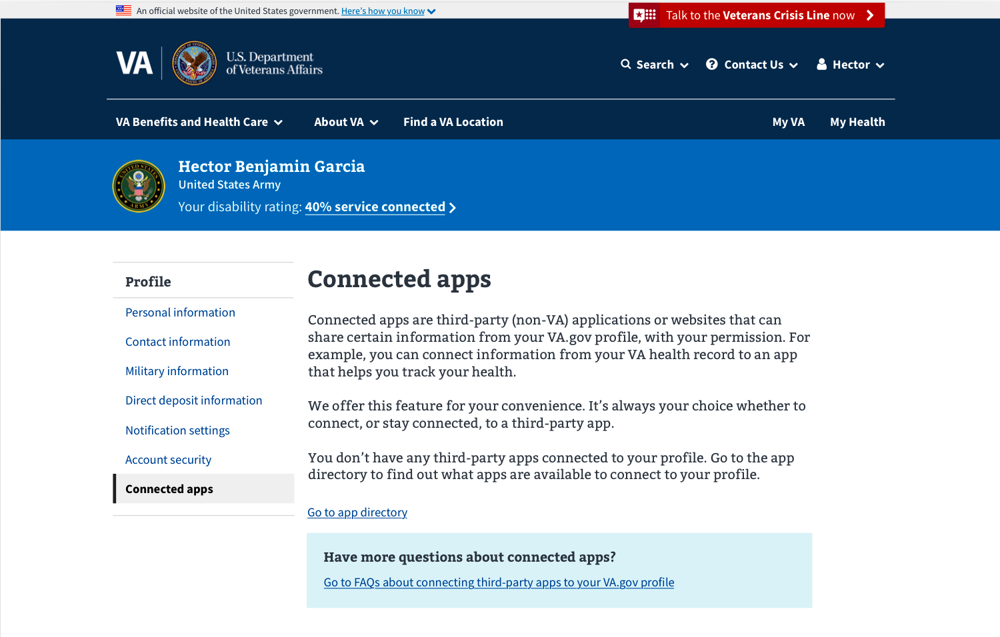 An official website of the United States government. Here's how you know
Talk to the Veterans Crisis Line now
VA
U.S. Department
of Veterans Affairs
Search
Contact Us
Hector
VA Benefits and Health Care
About VA
Find a VA Location
My VA
My Health
Hector Benjamin Garcia
United States Army
Your disability rating: 40% service connected
UNITED STATES
ARMY
Profile
Personal information
Contact information
Military information
Direct deposit information
Notification settings
Account security
Connected apps
Connected apps
Connected apps are third-party (non-VA) applications or websites that can
share certain information from your VA.gov profile, with your permission. For
example, you can connect information from your VA health record to an app
that helps you track your health.
We offer this feature for your convenience. It's always your choice whether to
connect, or stay connected, to a third-party app.
You don't have any third-party apps connected to your profile. Go to the app
directory to find out what apps are available to connect to your profile.
Go to app directory
Have more questions about connected apps?
Go to FAQs about connecting third-party apps to your VA.gov profile